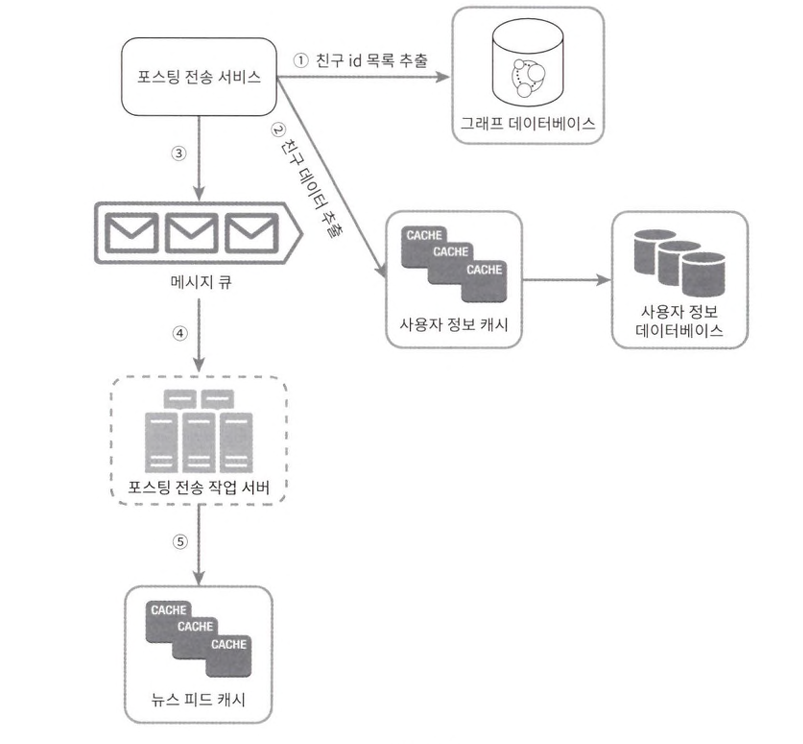 포스팅 전송 서비스
① 친구 id 목록 추출
그래프 데이터베이스
② 친구 데이터 추출
③
메시지 큐
CACHE
CACHE
CACHE
사용자 정보 캐시
사용자 정보
데이터베이스
④
포스팅 전송 작업 서버
⑤
CACHE
CACHE
CACHE
뉴스 피드 캐시